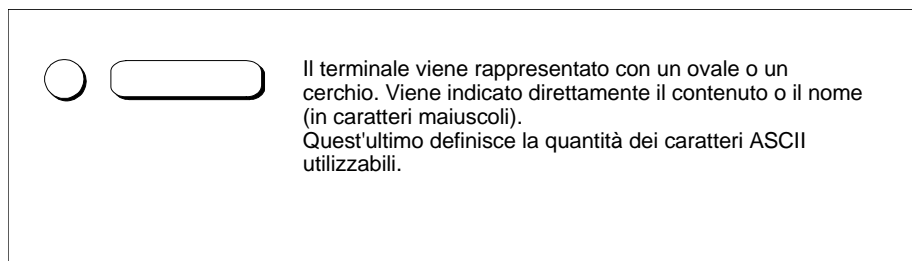 Il terminale viene rappresentato con un ovale o un
cerchio. Viene indicato direttamente il contenuto o il nome
(in caratteri maiuscoli).
Quest'ultimo definisce la quantità dei caratteri ASCII
utilizzabili.